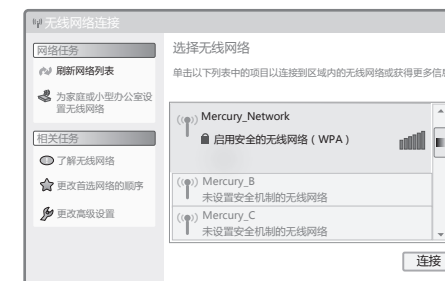 无线网络连接
网络任务
刷新网络列表
为家庭或小型办公室设
置无线网络
相关任务
了解无线网络
更改首选网络的顺序
更改高级设置
选择无线网络
单击以下列表中的项目以连接到区域内的无线网络或获得更多信息
Mercury_Network
启用安全的无线网络（WPA）
Mercury_B
未设置安全机制的无线网络
Mercury_C
未设置安全机制的无线网络
连接